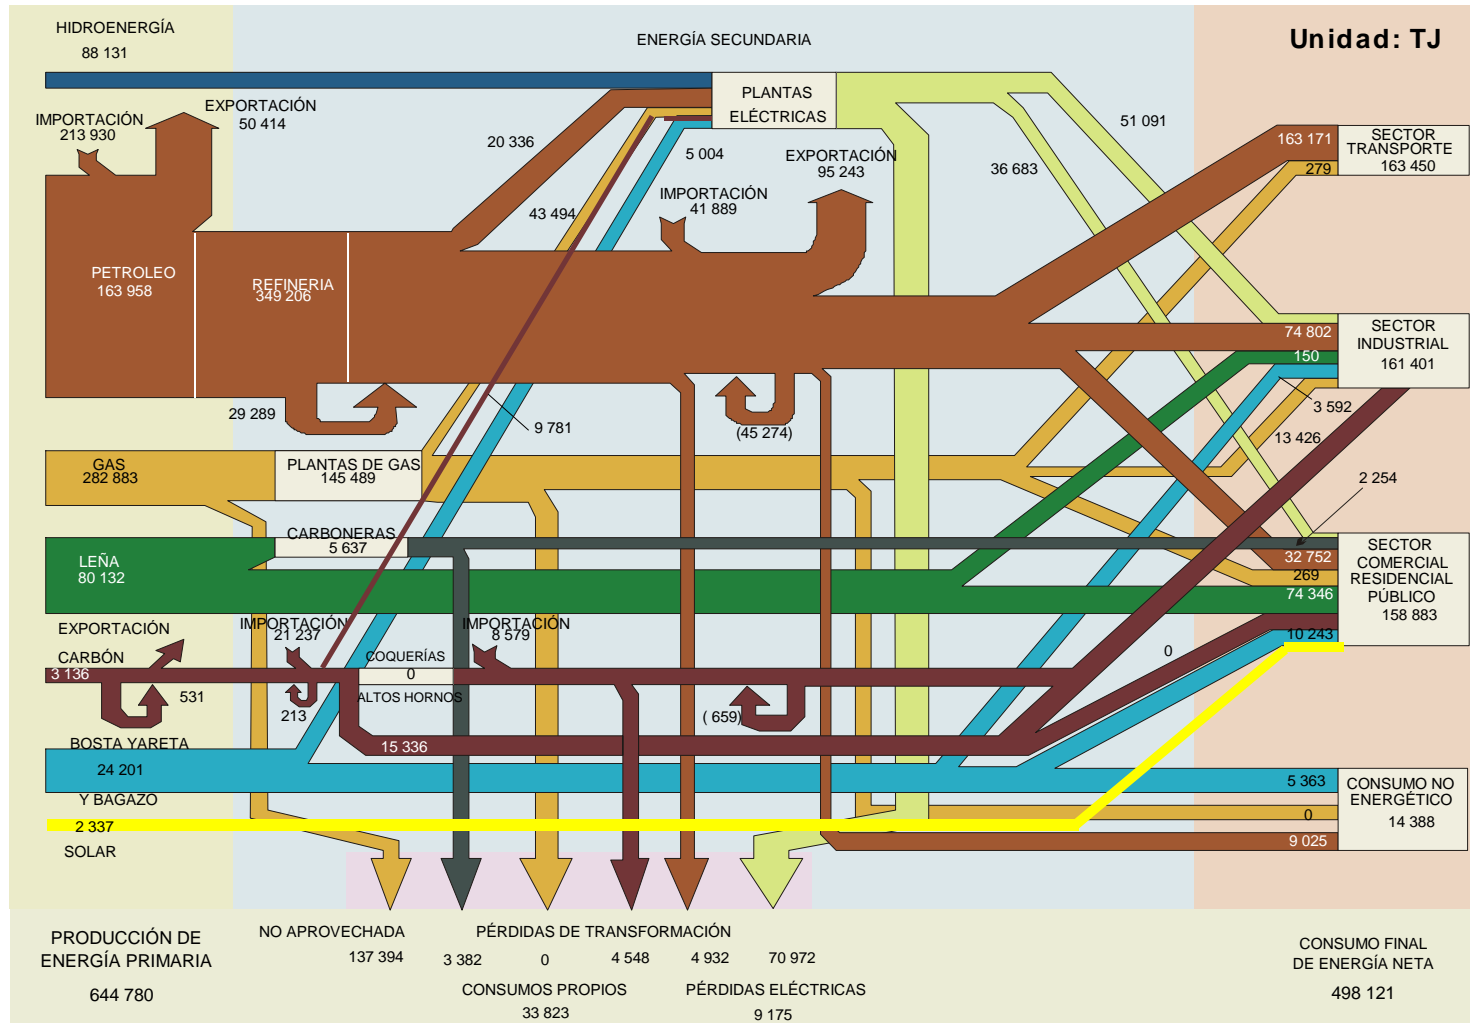 HIDROENERGÍA
88 131
ENERGÍA SECUNDARIA
Unidad: TJ
IMPORTACIÓN
213 930
EXPORTACIÓN
50 414
PLANTAS
ELÉCTRICAS
20 336
5 004
43 494
EXPORTACIÓN
95 243
IMPORTACIÓN
41 889
51 091
36 683
163 171
279
SECTOR
TRANSPORTE
163 450
PETROLEO
163 958
REFINERIA
349 206
74 802
150
SECTOR
INDUSTRIAL
161 401
3 592
13 426
29 289
9 781
(45 274)
2 254
GAS
282 883
PLANTAS DE GAS
145 489
CARBONERAS
5 637
LEÑA
80 132
32 752
269
74 346
10 243
SECTOR
COMERCIAL
RESIDENCIAL
PÚBLICO
158 883
EXPORTACIÓN
IMPORTACIÓN
21 237
IMPORTACIÓN
8 579
CARBÓN
3 136
531
213
COQUERÍAS
0
ALTOS HORNOS
( 659)
0
15 336
BOSTA YARETA
24 201
Y BAGAZO
2 337
SOLAR
5 363
0
9 025
CONSUMO NO
ENERGÉTICO
14 388
PRODUCCIÓN DE
ENERGÍA PRIMARIA
644 780
NO APROVECHADA
137 394
PÉRDIDAS DE TRANSFORMACIÓN
3 382
0
4 548
4 932
70 972
CONSUMOS PROPIOS
33 823
PÉRDIDAS ELÉCTRICAS
9 175
CONSUMO FINAL
DE ENERGÍA NETA
498 121